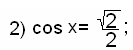 2) cos x= √2/2 ;